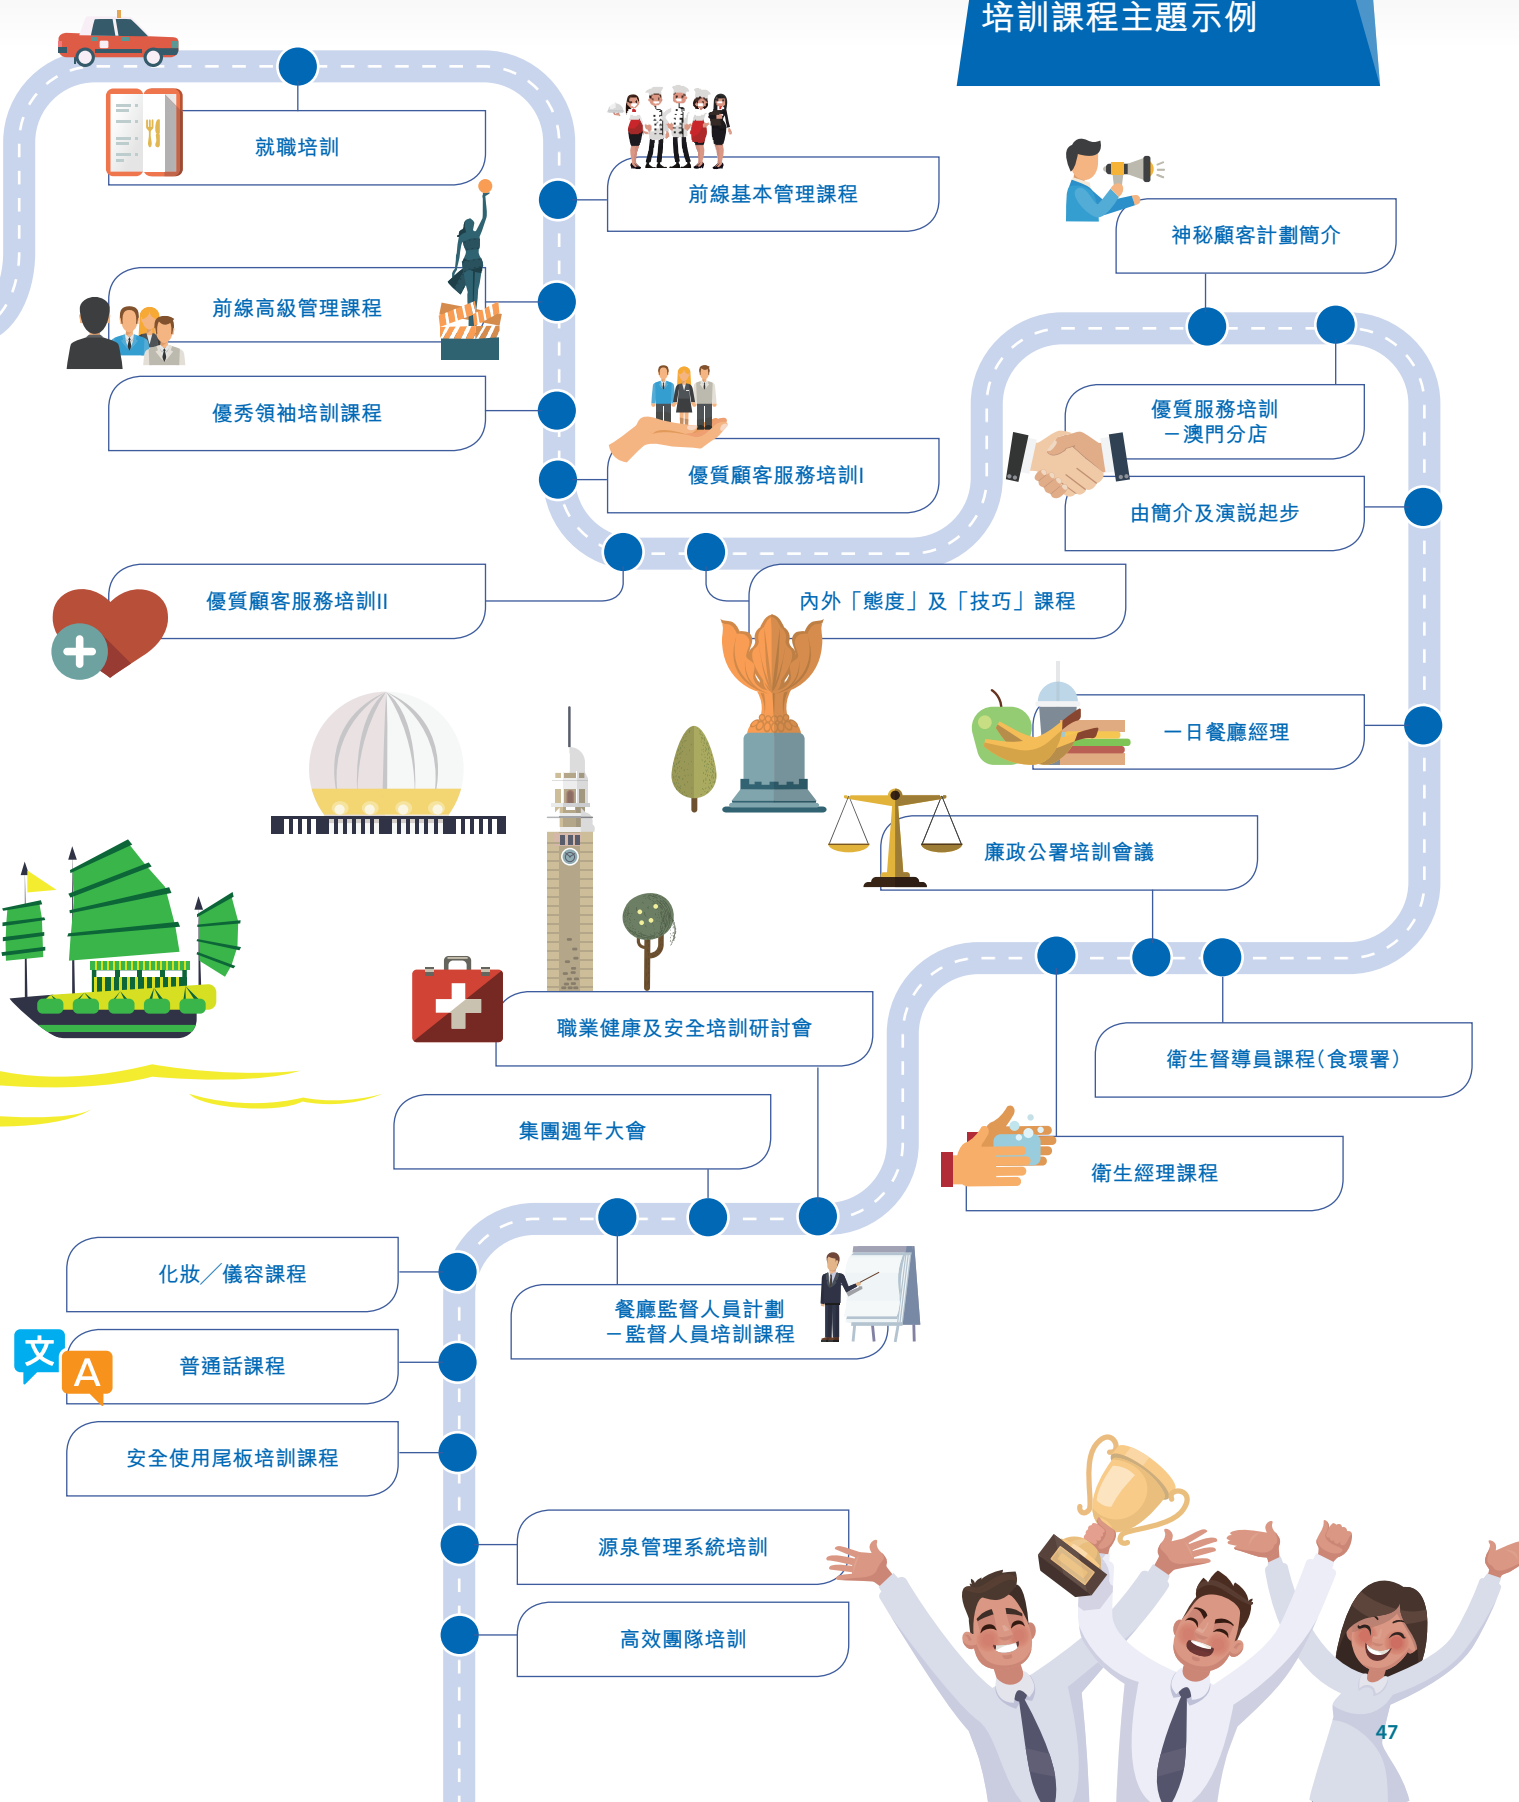 培訓課程主題示例
就職培訓
前線基本管理課程
神秘顧客計劃簡介
前線高級管理課程
優秀領袖培訓課程
優質顧客服務培訓I
優質服務培訓
－澳門分店
由簡介及演説起步
優質顧客服務培訓II
內外「態度」及「技巧」課程
一日餐廳經理
廉政公署培訓會議
職業健康及安全培訓研討會
衛生督導員課程（食環署）
集團週年大會
衛生經理課程
化妝／儀容課程
餐廳監督人員計劃
－監督人員培訓課程
文
A
普通話課程
安全使用尾板培訓課程
源泉管理系統培訓
高效團隊培訓
47